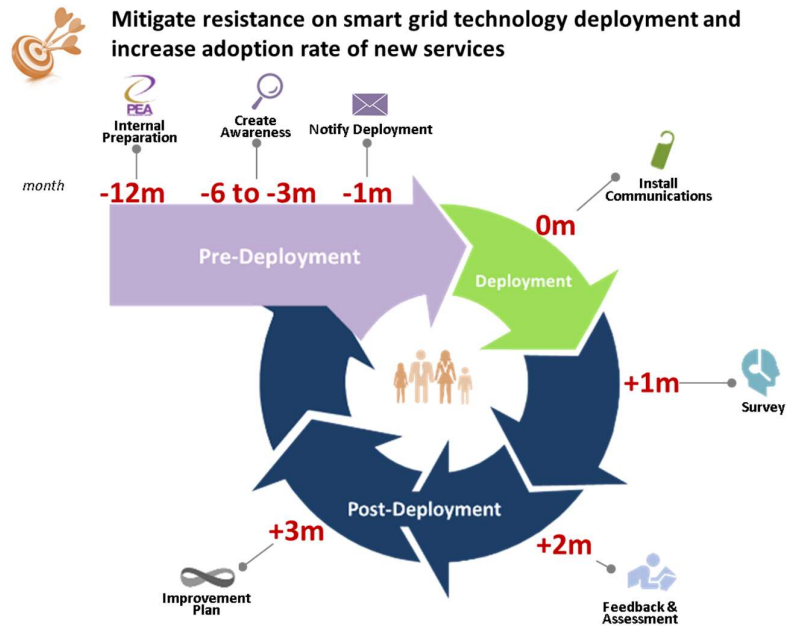 Mitigate resistance on smart grid technology deployment and
increase adoption rate of new services
PEA
Internal
Preparation
Create
Awareness
Notify Deployment
month
-12m
-6 to -3m
-1m
Install
Communications
0m
Pre-Deployment
Deployment
+1m
Survey
Post-Deployment
+3m
+2m
Improvement
Plan
Feedback &
Assessment